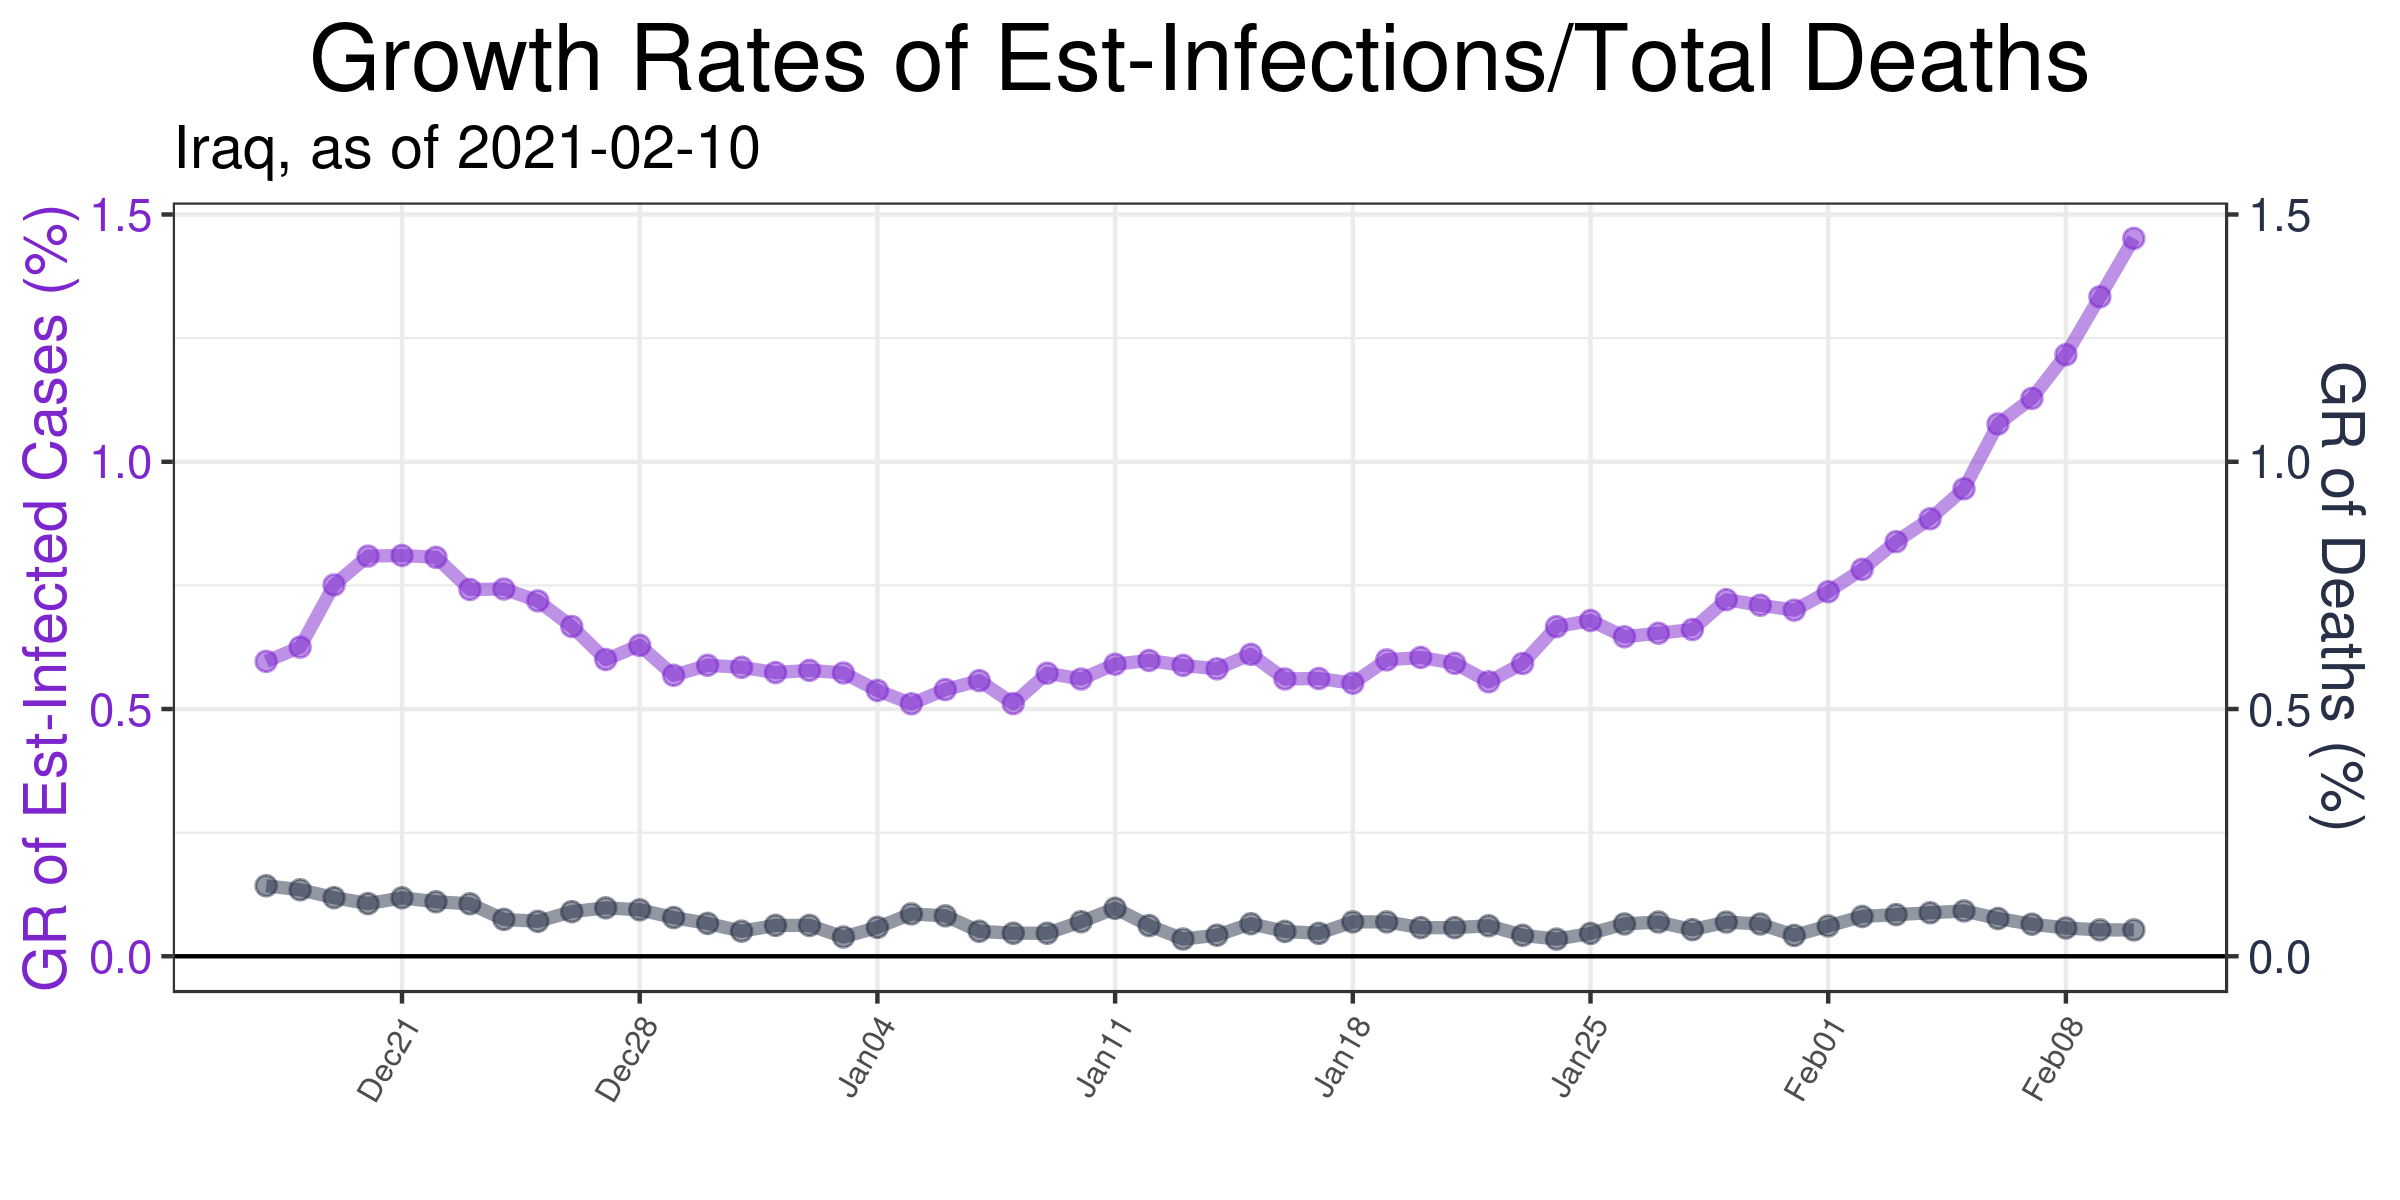 Growth Rates of Est-Infections/Total Deaths
Iraq, as of 2021-02-10
GR of Est-Infected Cases (%)
1.5
1.0
0.5
0.0
1.5
1.0
0.5
0.0
GR of Deaths (%)
Dec21
Dec28
Jan04
Jan11
Jan18
Jan25
Feb01
Feb08